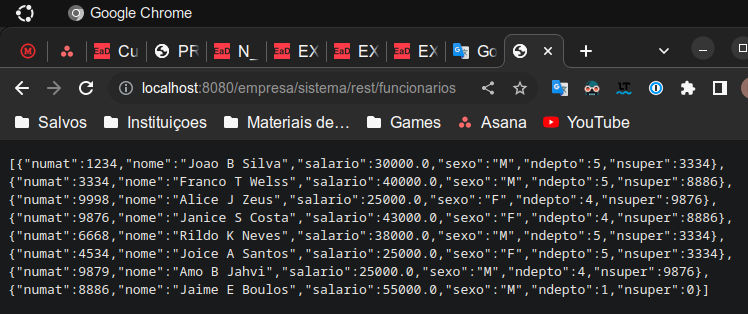 Google Chrome
Cu PR N_ EX EX EX Go
localhost:8080/empresa/sistema/rest/funcionarios
Salvos Instituiçoes Materiais de… Games Asana YouTube
[{"numat":1234,"nome":"Joao B Silva","salario":30000.0,"sexo":"M","ndepto":5,"nsuper":3334},
{"numat":3334,"nome":"Franco T Welss","salario":40000.0,"sexo":"M","ndepto":5,"nsuper":8886},
{"numat":9998,"nome":"Alice J Zeus","salario":25000.0,"sexo":"F","ndepto":4,"nsuper":9876},
{"numat":9876,"nome":"Janice S Costa","salario":43000.0,"sexo":"F","ndepto":4,"nsuper":8886},
{"numat":6668,"nome":"Rildo K Neves","salario":38000.0,"sexo":"M","ndepto":5,"nsuper":3334},
{"numat":4534,"nome":"Joice A Santos","salario":25000.0,"sexo":"F","ndepto":5,"nsuper":3334},
{"numat":9879,"nome":"Amo B Jahvi","salario":25000.0,"sexo":"M","ndepto":4,"nsuper":9876},
{"numat":8886,"nome":"Jaime E Boulos","salario":55000.0,"sexo":"M","ndepto":1,"nsuper":0}]